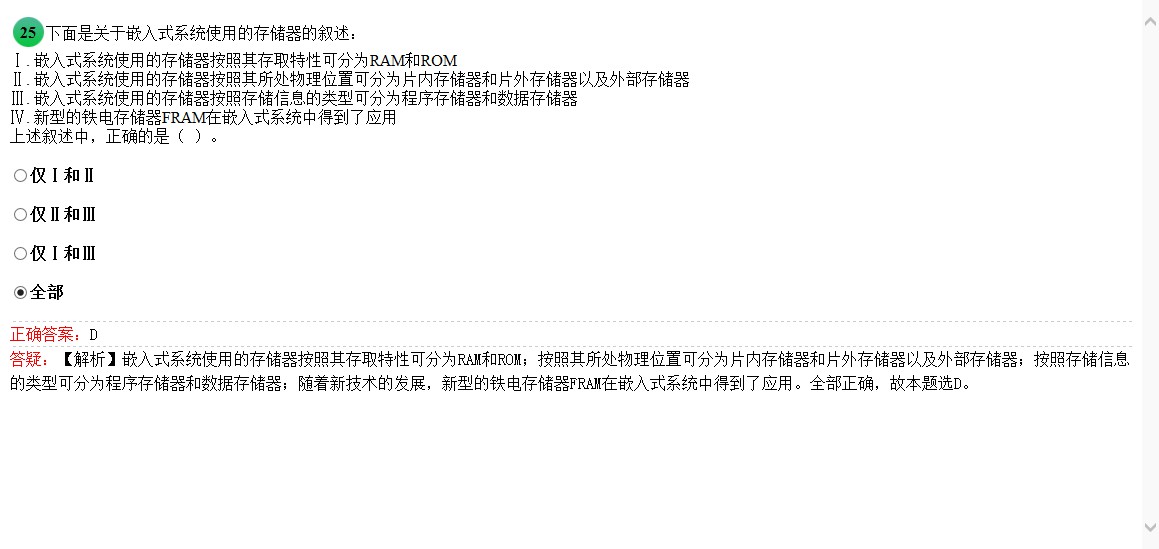 25 下面是关于嵌入式系统使用的存储器的叙述：
Ⅰ. 嵌入式系统使用的存储器按照其存取特性可分为RAM和ROM
Ⅱ. 嵌入式系统使用的存储器按照其所处物理位置可分为片内存储器和片外存储器以及外部存储器
Ⅲ. 嵌入式系统使用的存储器按照存储信息的类型可分为程序存储器和数据存储器
Ⅳ. 新型的铁电存储器FRAM在嵌入式系统中得到了应用
上述叙述中，正确的是（ ）。
仅Ⅰ和Ⅱ
仅Ⅱ和Ⅲ
仅Ⅰ和Ⅲ
全部
正确答案：D
答疑：【解析】嵌入式系统使用的存储器按照其存取特性可分为RAM和ROM；按照其所处物理位置可分为片内存储器和片外存储器以及外部存储器；按照存储信息
的类型可分为程序存储器和数据存储器；随着新技术的发展，新型的铁电存储器FRAM在嵌入式系统中得到了应用。全部正确，故本题选D。